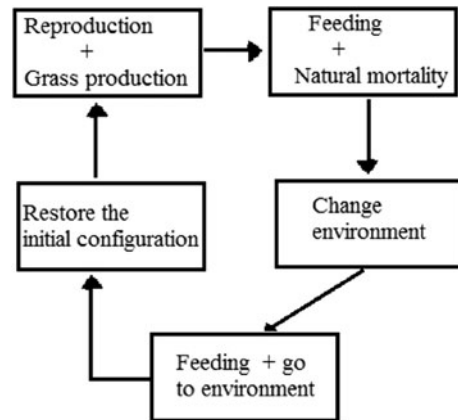 Reproduction
+
Grass production
Feeding
+
Natural mortality
Change
environment
Feeding + go
to environment
Restore the
initial configuration